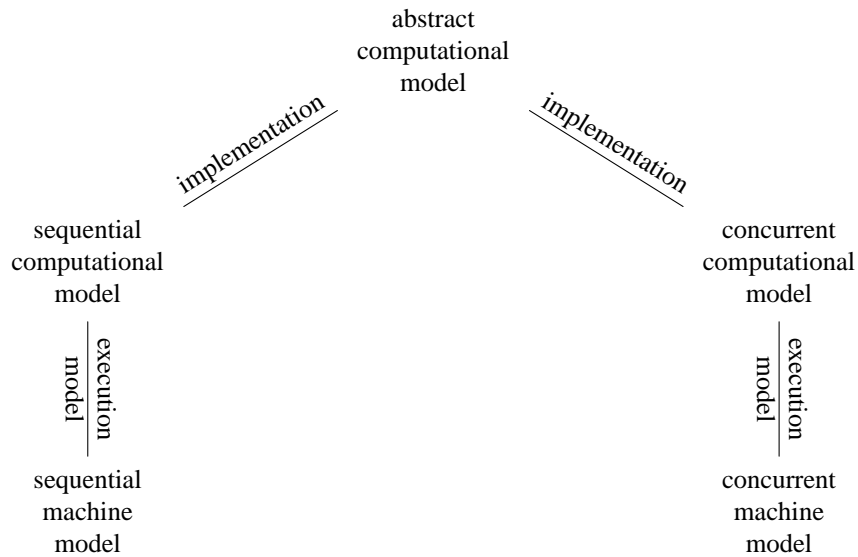 abstract
computational
model
implementation
implementation
sequential
computational
model
concurrent
computational
model
execution
model
execution
model
sequential
machine
model
concurrent
machine
model